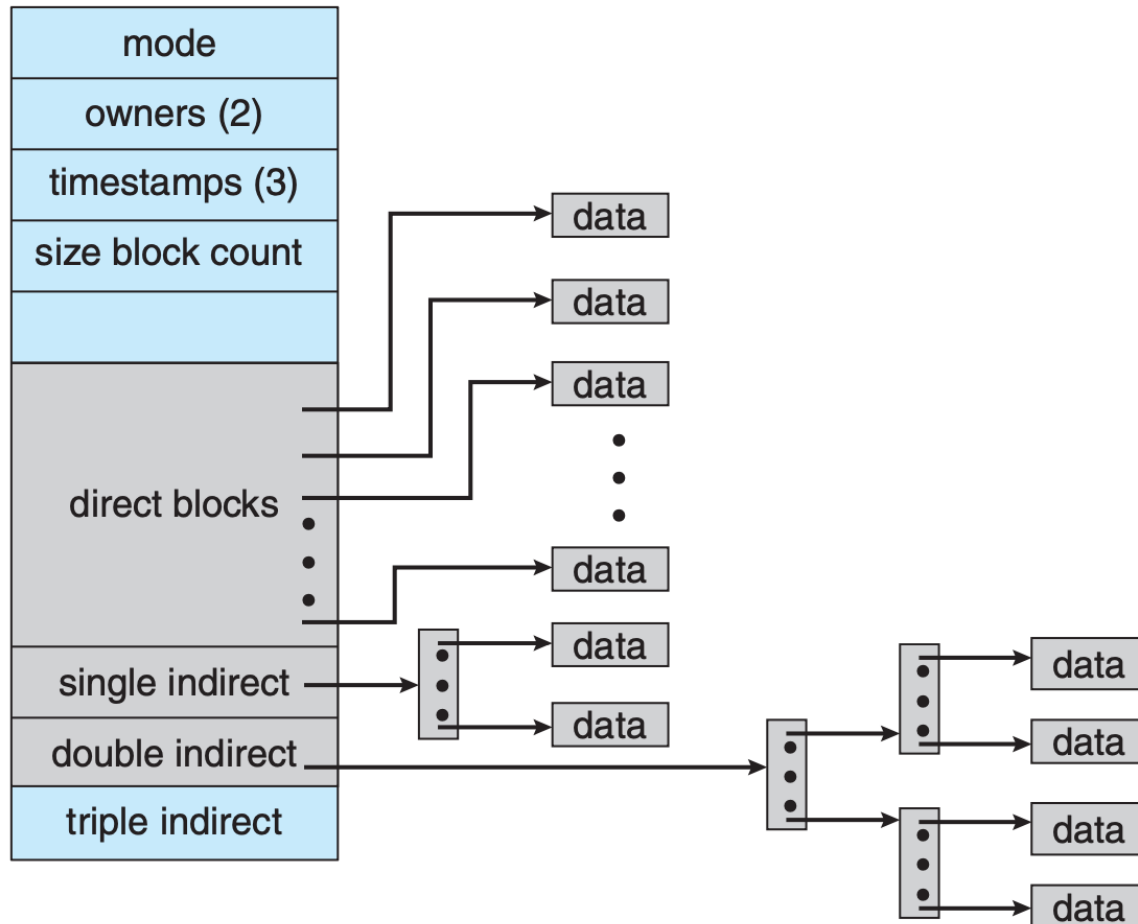 mode
owners (2)
timestamps (3)
size block count
direct blocks
single indirect
double indirect
triple indirect
data
data
data
data
data
data
data
data
data
data